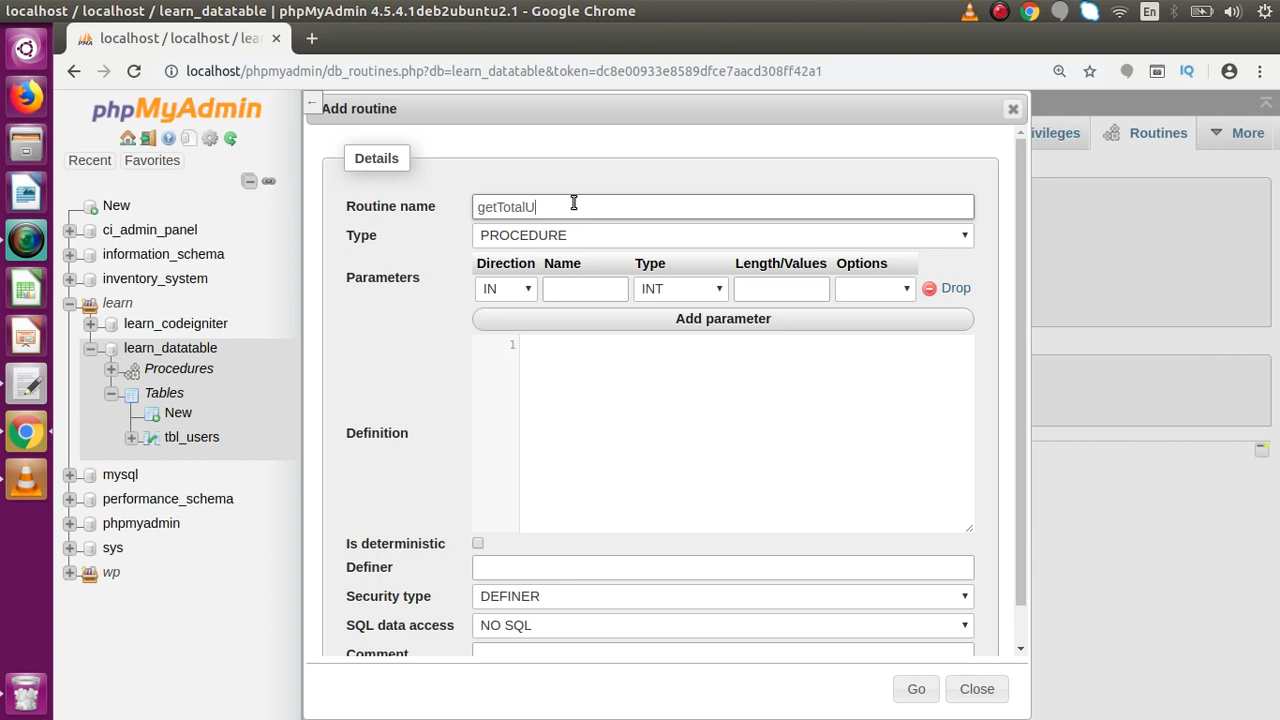 localhost / localhost / learn_datatable | phpMyAdmin 4.5.4.1deb2ubuntu2.1 - Google Chrome
En
localhost / localhost / lea
localhost/phpmyadmin/db_routines.php?db=learn_datatable&token=dc8e00933e8589dfce7aacd308ff42a1
IQ
phpMyAdmin
Recent
Favorites
New
ci_admin_panel
information_schema
inventory_system
learn
learn_codeigniter
learn_datatable
Procedures
Tables
New
tbl_users
mysql
performance_schema
phpmyadmin
sys
wp
ivileges
Routines
More
Add routine
Details
Routine name
getTotalU
Type
PROCEDURE
Parameters
Direction Name Type Length/Values Options
IN INT Drop
Add parameter
Definition
1
Is deterministic
Definer
Security type
DEFINER
SQL data access
NO SQL
Comment
Go
Close